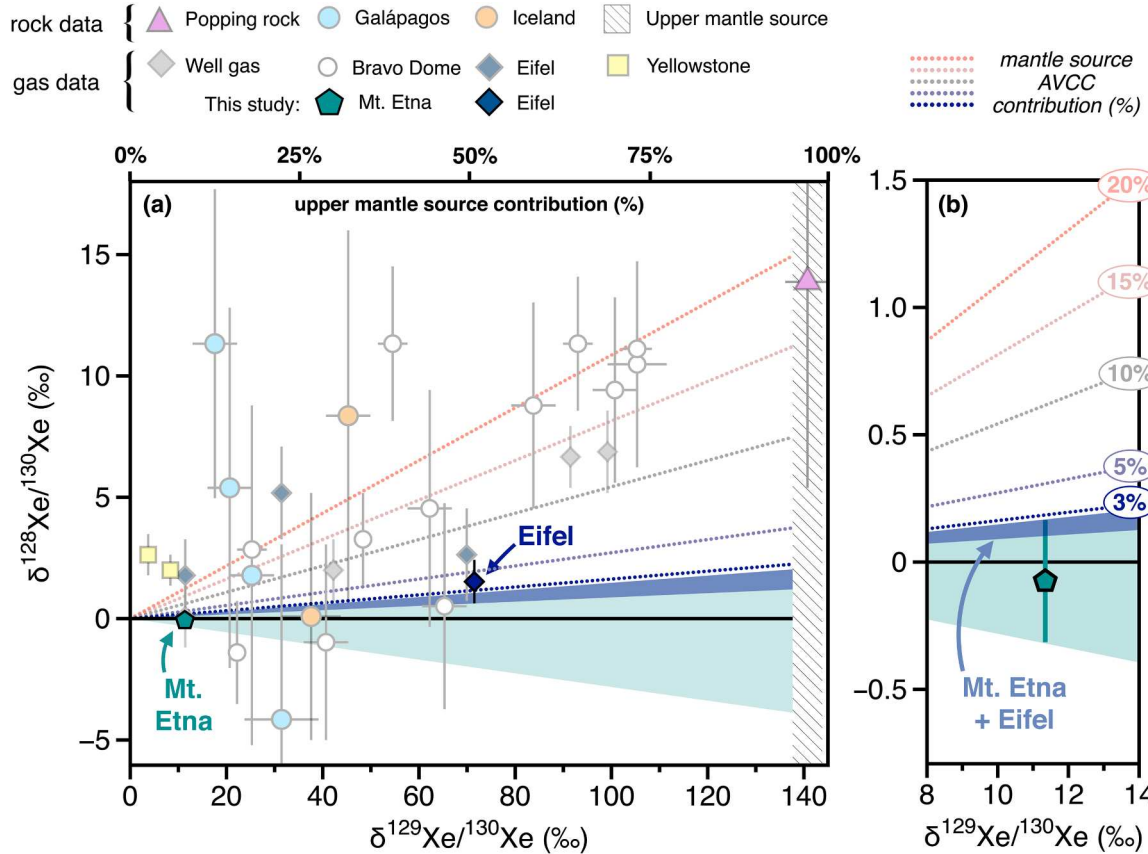 rock data { Popping rock Galápagos Iceland Upper mantle source
gas data { Well gas Bravo Dome Eifel Yellowstone
This study: Mt. Etna Eifel
mantle source
AVCC
contribution (%)
0% 25% 50% 75% 100%
(a) upper mantle source contribution (%)
15
10
5
0
−5
δ128Xe/130Xe (‰)
Eifel
Mt.
Etna
0 20 40 60 80 100 120 140
δ129Xe/130Xe (‰)
(b)
1.5
1.0
0.5
0
−0.5
20%
15%
10%
5%
3%
Mt. Etna
+ Eifel
8 10 12 14
δ129Xe/130Xe (‰)